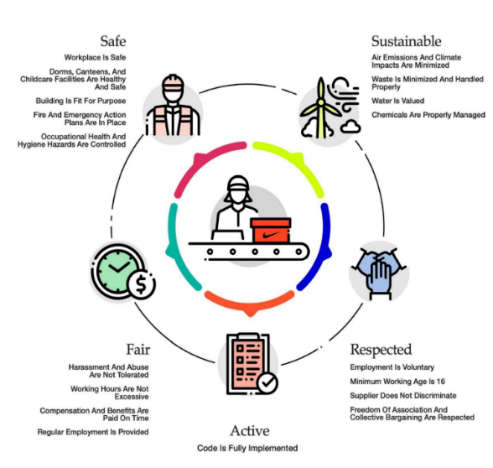 Safe
Workplace Is Safe
Dorms, Canteens, And
Childcare Facilities Are Healthy
And Safe
Building Is Fit For Purpose
Fire And Emergency Action
Plans Are In Place
Occupational Health And
Hygiene Hazards Are Controlled
Sustainable
Air Emissions And Climate
Impacts Are Minimized
Waste Is Minimized And Handled
Properly
Water Is Valued
Chemicals Are Properly Managed
$
Fair
Harassment And Abuse
Are Not Tolerated
Working Hours Are Not
Excessive
Compensation And Benefits Are
Paid On Time
Regular Employment Is Provided
Respected
Employment Is Voluntary
Minimum Working Age Is 16
Supplier Does Not Discriminate
Freedom Of Association And
Collective Bargaining Are Respected
Active
Code Is Fully Implemented